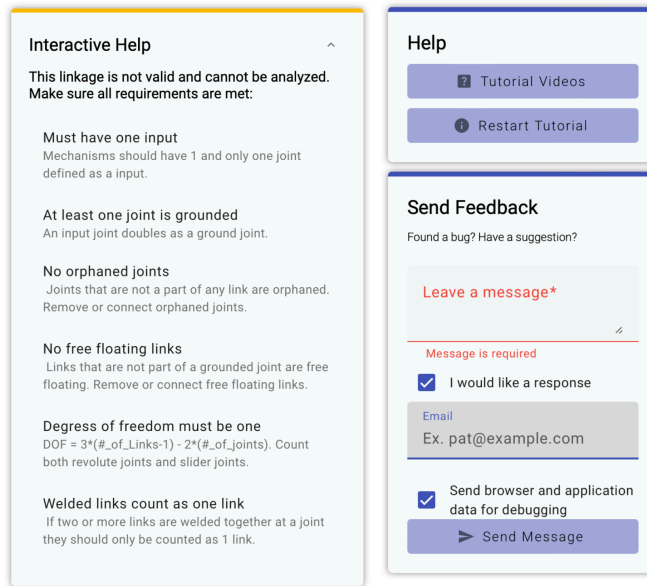 Interactive Help
This linkage is not valid and cannot be analyzed.
Make sure all requirements are met:
Must have one input
Mechanisms should have 1 and only one joint
defined as a input.
At least one joint is grounded
An input joint doubles as a ground joint.
No orphaned joints
Joints that are not a part of any link are orphaned.
Remove or connect orphaned joints.
No free floating links
Links that are not part of a grounded joint are free
floating. Remove or connect free floating links.
Degress of freedom must be one
DOF = 3*(#_of_Links-1) - 2*(#_of_joints). Count
both revolute joints and slider joints.
Welded links count as one link
If two or more links are welded together at a joint
they should only be counted as 1 link.
Help
Tutorial Videos
Restart Tutorial
Send Feedback
Found a bug? Have a suggestion?
Leave a message*
Message is required
I would like a response
Email
Ex. pat@example.com
Send browser and application
data for debugging
Send Message